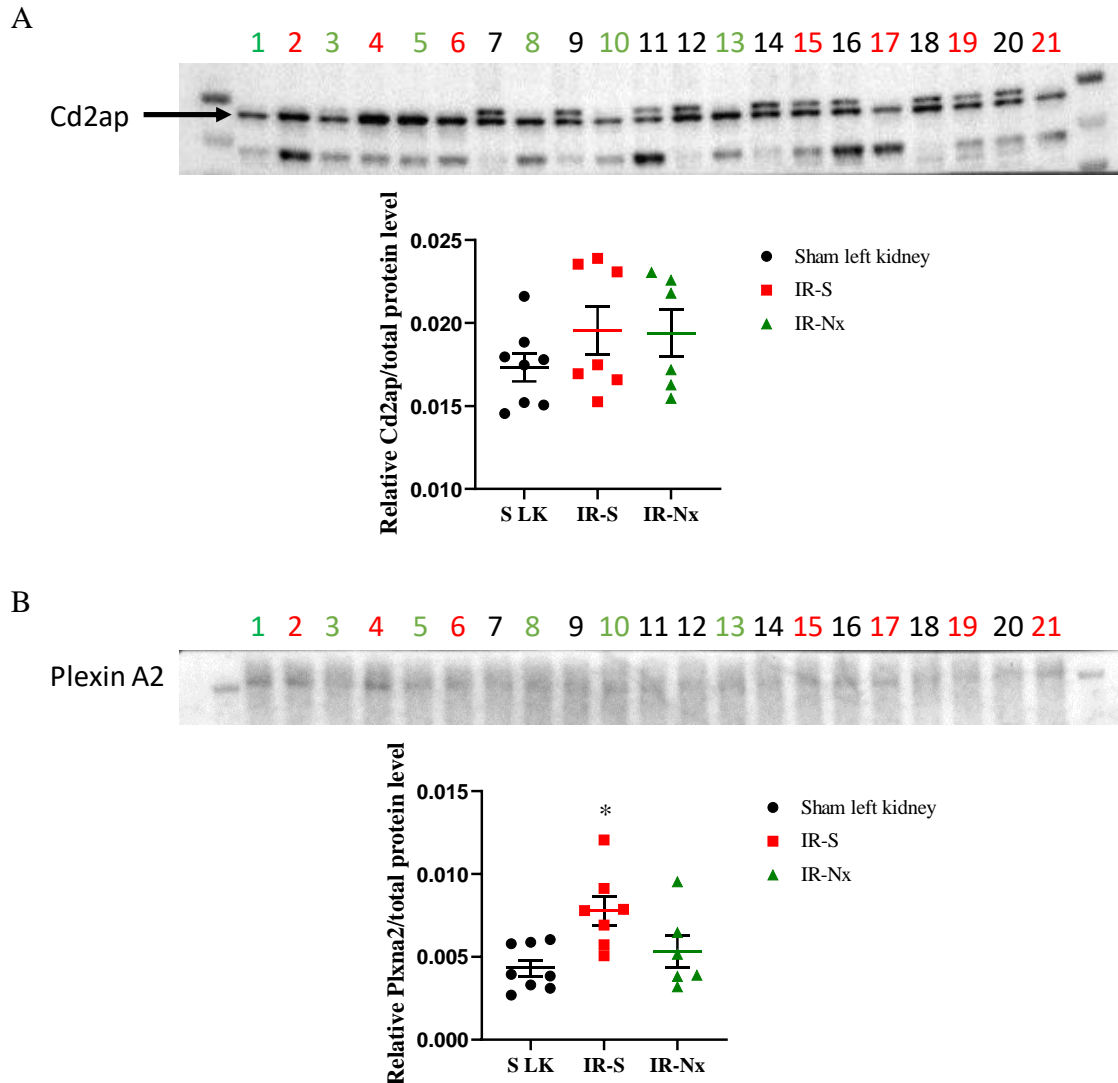 A
1 2 3 4 5 6 7 8 9 10 11 12 13 14 15 16 17 18 19 20 21
Cd2ap
Relative Cd2ap/total protein level
0.025
0.020
0.015
0.010
S LK IR-S IR-Nx
Sham left kidney
IR-S
IR-Nx
B
1 2 3 4 5 6 7 8 9 10 11 12 13 14 15 16 17 18 19 20 21
Plexin A2
Relative Plxna2/total protein level
0.015
0.010
0.005
0.000
*
S LK IR-S IR-Nx
Sham left kidney
IR-S
IR-Nx